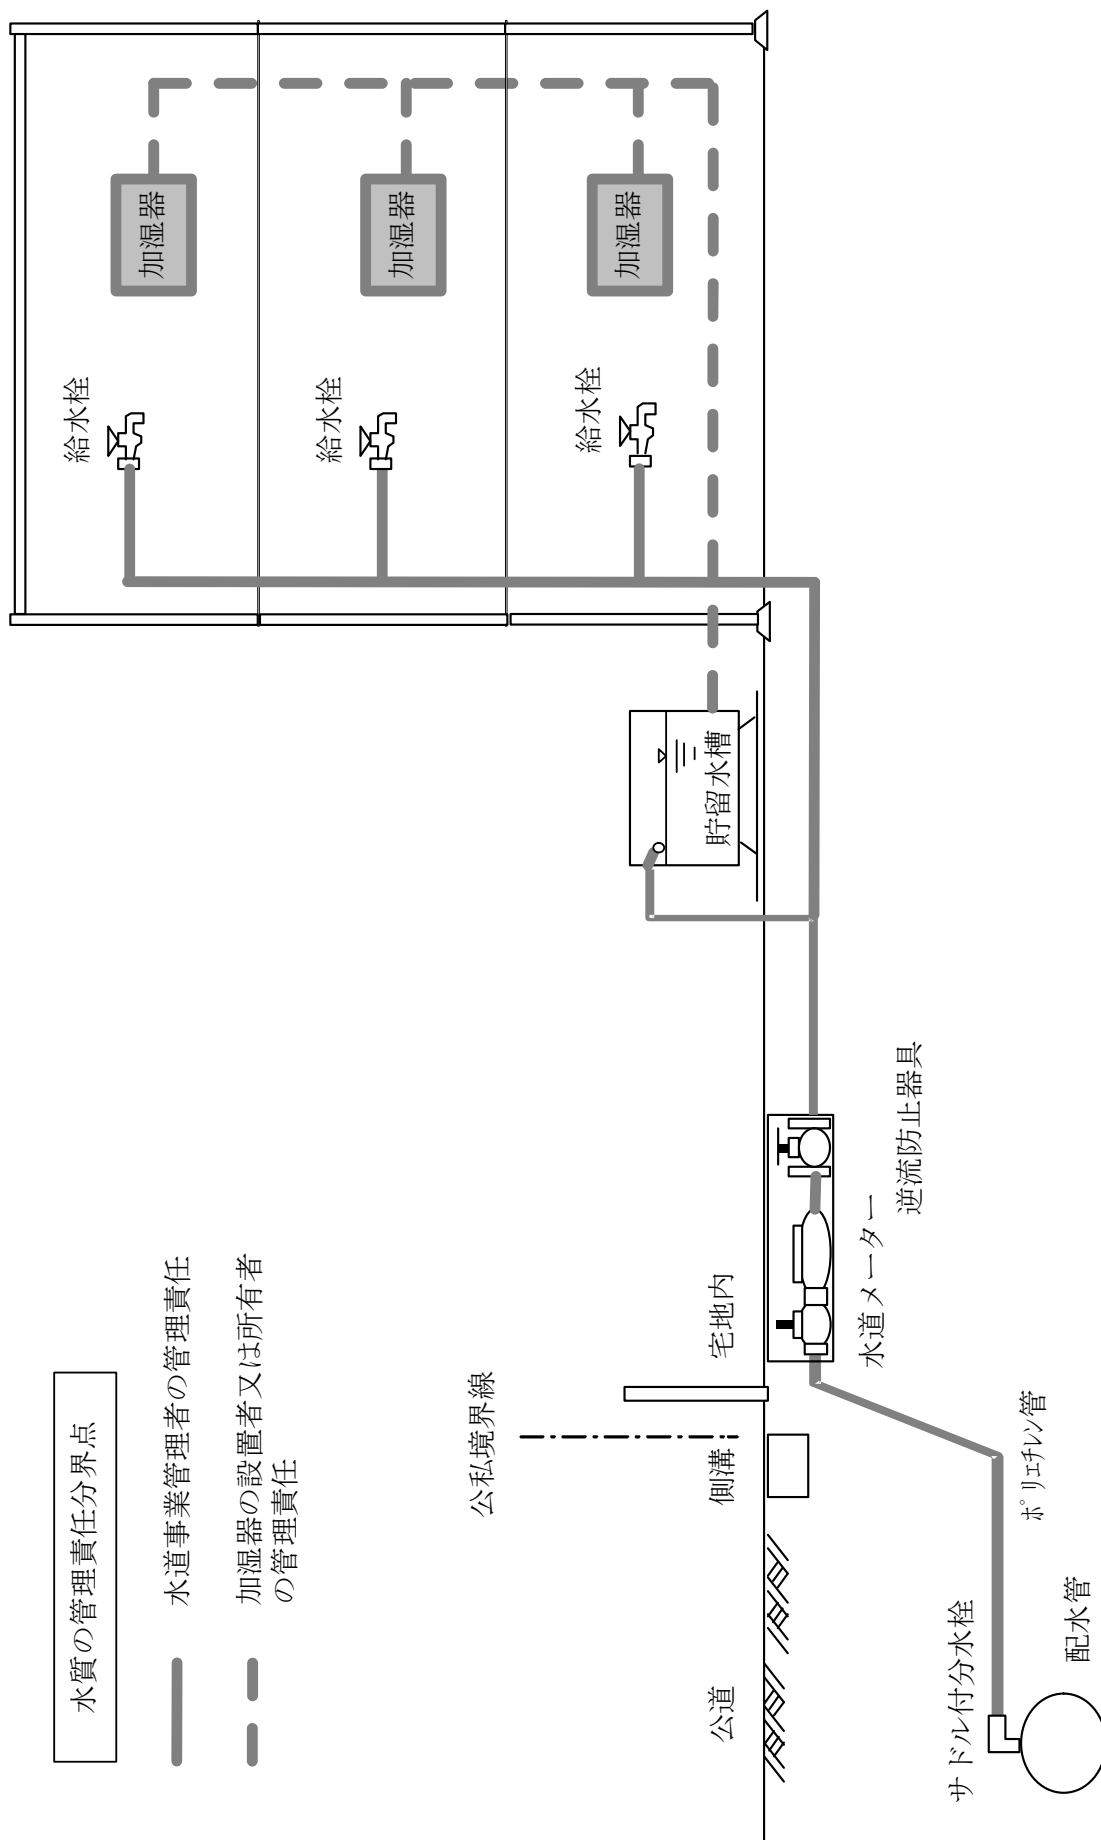 水質の管理責任分界点
水道事業管理者の管理責任
加湿器の設置者又は所有者
の管理責任
給水栓
加湿器
給水栓
加湿器
給水栓
加湿器
公私境界線
貯留水槽
公道
側溝
宅地内
水道メーター
逆流防止器具
サドル付分水栓
ポリエチレン管
配水管